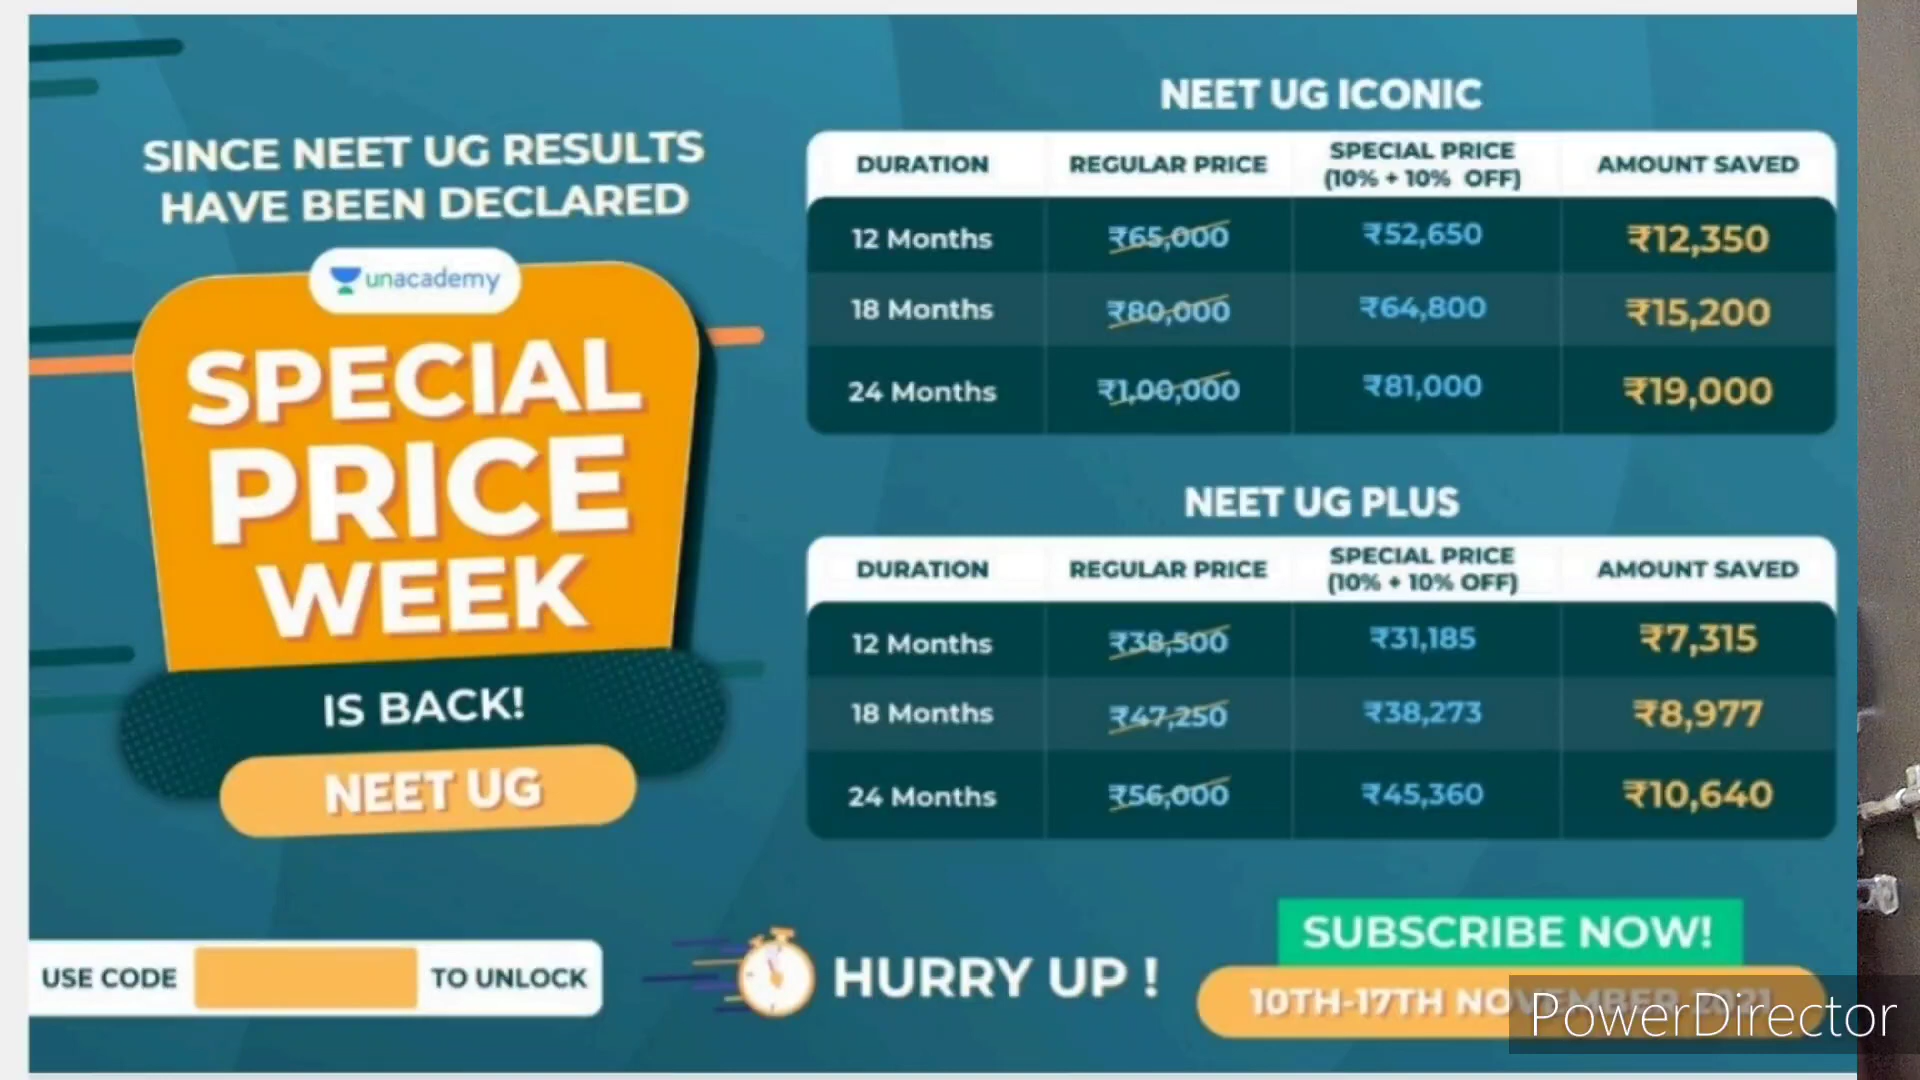 SINCE NEET UG RESULTS
HAVE BEEN DECLARED
unacademy
SPECIAL
PRICE
WEEK
IS BACK!
NEET UG
USE CODE TO UNLOCK
NEET UG ICONIC
DURATION REGULAR PRICE SPECIAL PRICE (10% + 10% OFF) AMOUNT SAVED
12 Months ₹65,000 ₹52,650 ₹12,350
18 Months ₹80,000 ₹64,800 ₹15,200
24 Months ₹1,00,000 ₹81,000 ₹19,000
NEET UG PLUS
DURATION REGULAR PRICE SPECIAL PRICE (10% + 10% OFF) AMOUNT SAVED
12 Months ₹38,500 ₹31,185 ₹7,315
18 Months ₹47,250 ₹38,273 ₹8,977
24 Months ₹56,000 ₹45,360 ₹10,640
HURRY UP !
SUBSCRIBE NOW!
10TH-17TH NOVEMBER 2021
PowerDirector